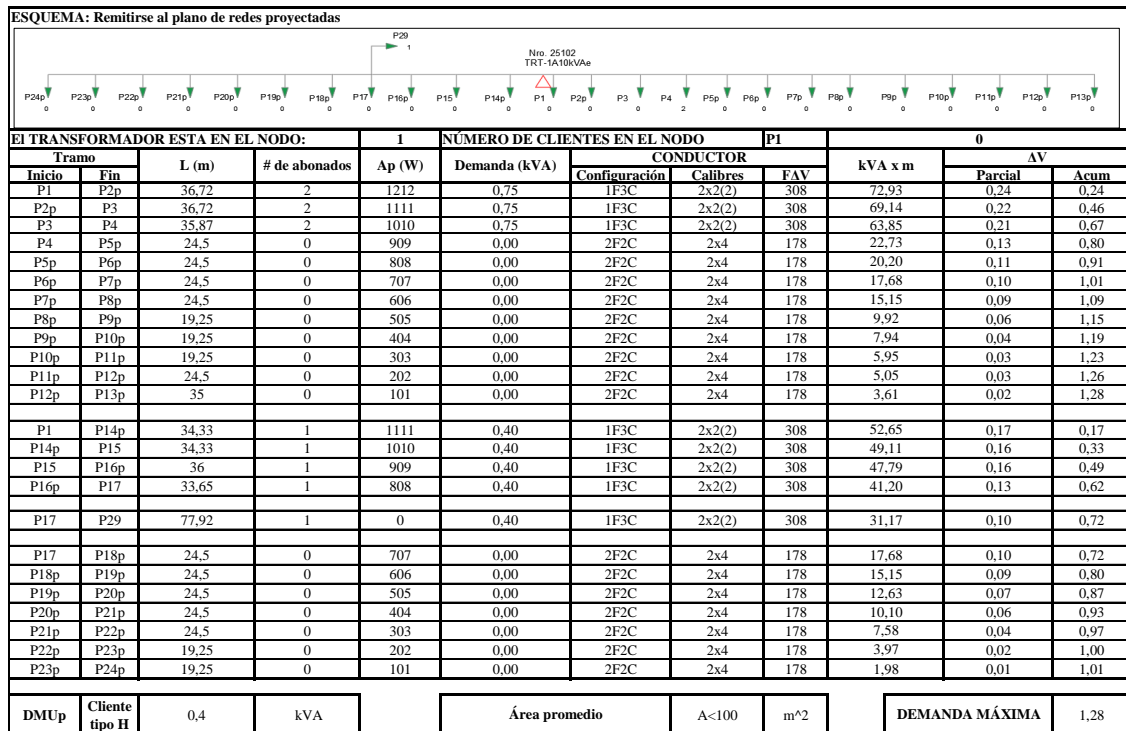 ESQUEMA: Remitirse al plano de redes proyectadas
P29
1
Nro. 25102
TRT-1A10kVAe
P24p P23p P22p P21p P20p P19p P18p P17 P16p P15 P14p P1 P2p P3 P4 P5p P6p P7p P8p P9p P10p P11p P12p P13p
0 0 0 0 0 0 0 0 0 0 0 0 0 0 2 0 0 0 0 0 0 0 0 0
El TRANSFORMADOR ESTA EN EL NODO: 1 NÚMERO DE CLIENTES EN EL NODO P1 0
Tramo L (m) # de abonados Ap (W) Demanda (kVA) CONDUCTOR kVA x m ΔV
Inicio Fin Configuración Calibres FΔV Parcial Acum
P1 P2p 36,72 2 1212 0,75 1F3C 2x2(2) 308 72,93 0,24 0,24
P2p P3 36,72 2 1111 0,75 1F3C 2x2(2) 308 69,14 0,22 0,46
P3 P4 35,87 2 1010 0,75 1F3C 2x2(2) 308 63,85 0,21 0,67
P4 P5p 24,5 0 909 0,00 2F2C 2x4 178 22,73 0,13 0,80
P5p P6p 24,5 0 808 0,00 2F2C 2x4 178 20,20 0,11 0,91
P6p P7p 24,5 0 707 0,00 2F2C 2x4 178 17,68 0,10 1,01
P7p P8p 24,5 0 606 0,00 2F2C 2x4 178 15,15 0,09 1,09
P8p P9p 19,25 0 505 0,00 2F2C 2x4 178 9,92 0,06 1,15
P9p P10p 19,25 0 404 0,00 2F2C 2x4 178 7,94 0,04 1,19
P10p P11p 19,25 0 303 0,00 2F2C 2x4 178 5,95 0,03 1,23
P11p P12p 24,5 0 202 0,00 2F2C 2x4 178 5,05 0,03 1,26
P12p P13p 35 0 101 0,00 2F2C 2x4 178 3,61 0,02 1,28
P1 P14p 34,33 1 1111 0,40 1F3C 2x2(2) 308 52,65 0,17 0,17
P14p P15 34,33 1 1010 0,40 1F3C 2x2(2) 308 49,11 0,16 0,33
P15 P16p 36 1 909 0,40 1F3C 2x2(2) 308 47,79 0,16 0,49
P16p P17 33,65 1 808 0,40 1F3C 2x2(2) 308 41,20 0,13 0,62
P17 P29 77,92 1 0 0,40 1F3C 2x2(2) 308 31,17 0,10 0,72
P17 P18p 24,5 0 707 0,00 2F2C 2x4 178 17,68 0,10 0,72
P18p P19p 24,5 0 606 0,00 2F2C 2x4 178 15,15 0,09 0,80
P19p P20p 24,5 0 505 0,00 2F2C 2x4 178 12,63 0,07 0,87
P20p P21p 24,5 0 404 0,00 2F2C 2x4 178 10,10 0,06 0,93
P21p P22p 24,5 0 303 0,00 2F2C 2x4 178 7,58 0,04 0,97
P22p P23p 19,25 0 202 0,00 2F2C 2x4 178 3,97 0,02 1,00
P23p P24p 19,25 0 101 0,00 2F2C 2x4 178 1,98 0,01 1,01
DMUp Cliente tipo H 0,4 kVA Área promedio A<100 m^2 DEMANDA MÁXIMA 1,28